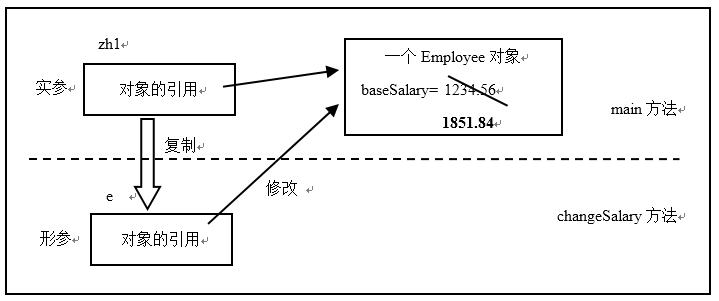 zh1
实参
对象的引用
一个 Employee 对象
baseSalary= 1234.56
1851.84
main 方法
复制
e
修改
形参
对象的引用
changeSalary 方法